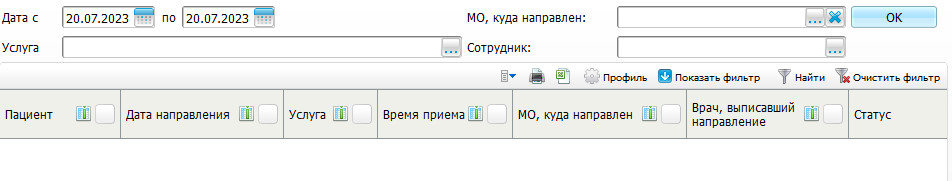 Дата с 20.07.2023 по 20.07.2023 МО, куда направлен: ... OK
Услуга ... Сотрудник: ...
Профиль Показать фильтр Найти Очистить фильтр
Пациент Дата направления Услуга Время приема МО, куда направлен Врач, выписавший направление Статус